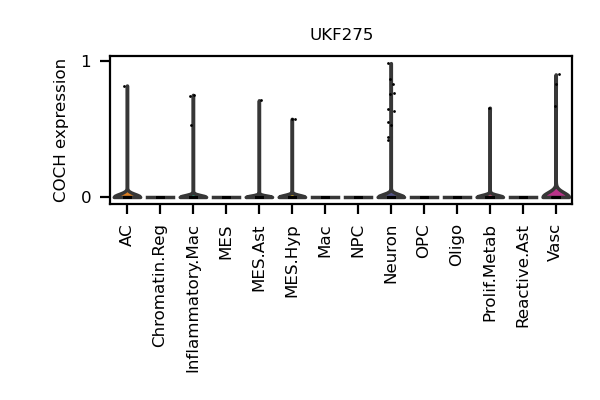 UKF275
COCH expression
1
0
AC
Chromatin.Reg
Inflammatory.Mac
MES
MES.Ast
MES.Hyp
Mac
NPC
Neuron
OPC
Oligo
Prolif.Metab
Reactive.Ast
Vasc